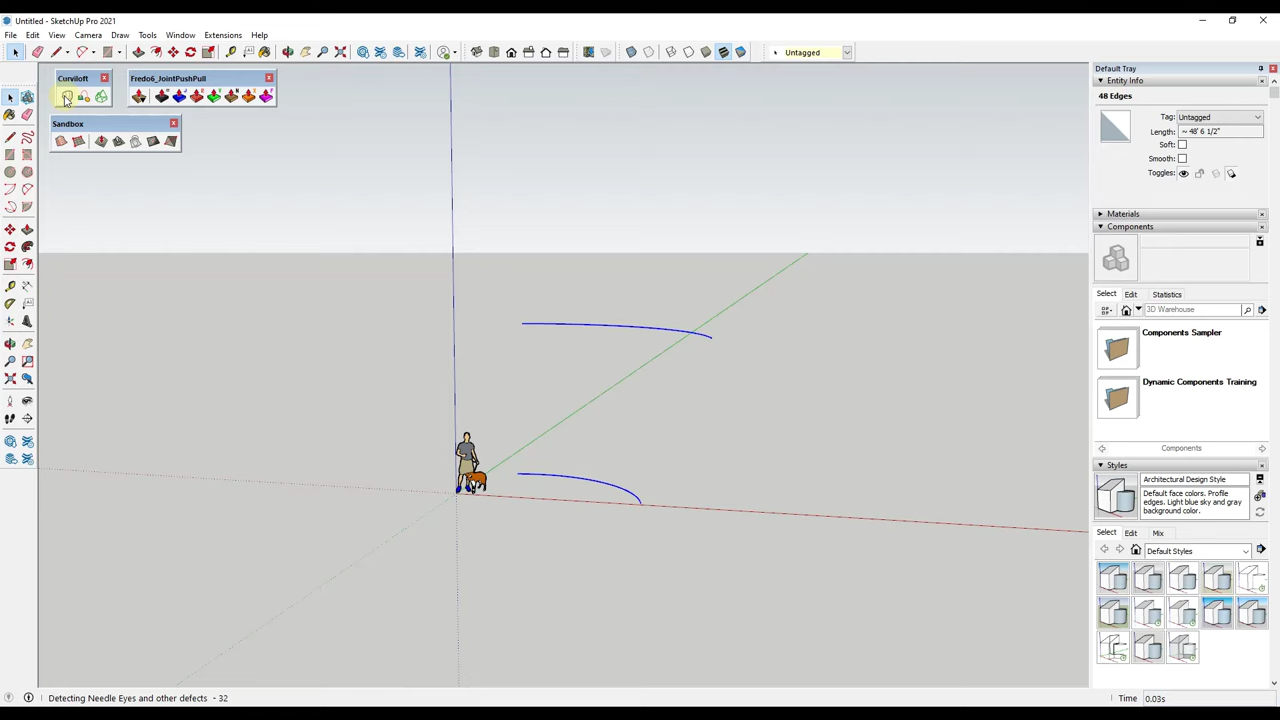 Untitled - SketchUp Pro 2021
File Edit View Camera Draw Tools Window Extensions Help
Untagged
Default Tray
Curviloft
Fredo6_JointPushPull
Sandbox
Entity Info
48 Edges
Tag: Untagged
Length: ~ 48' 6 1/2"
Soft:
Smooth:
Toggles:
Materials
Components
Select Edit Statistics
3D Warehouse
Components Sampler
Dynamic Components Training
Components
Styles
Architectural Design Style
Default face colors. Profile
edges. Light blue sky and gray
background color.
Select Edit Mix
Default Styles
Detecting Needle Eyes and other defects - 32
Time 0.03s